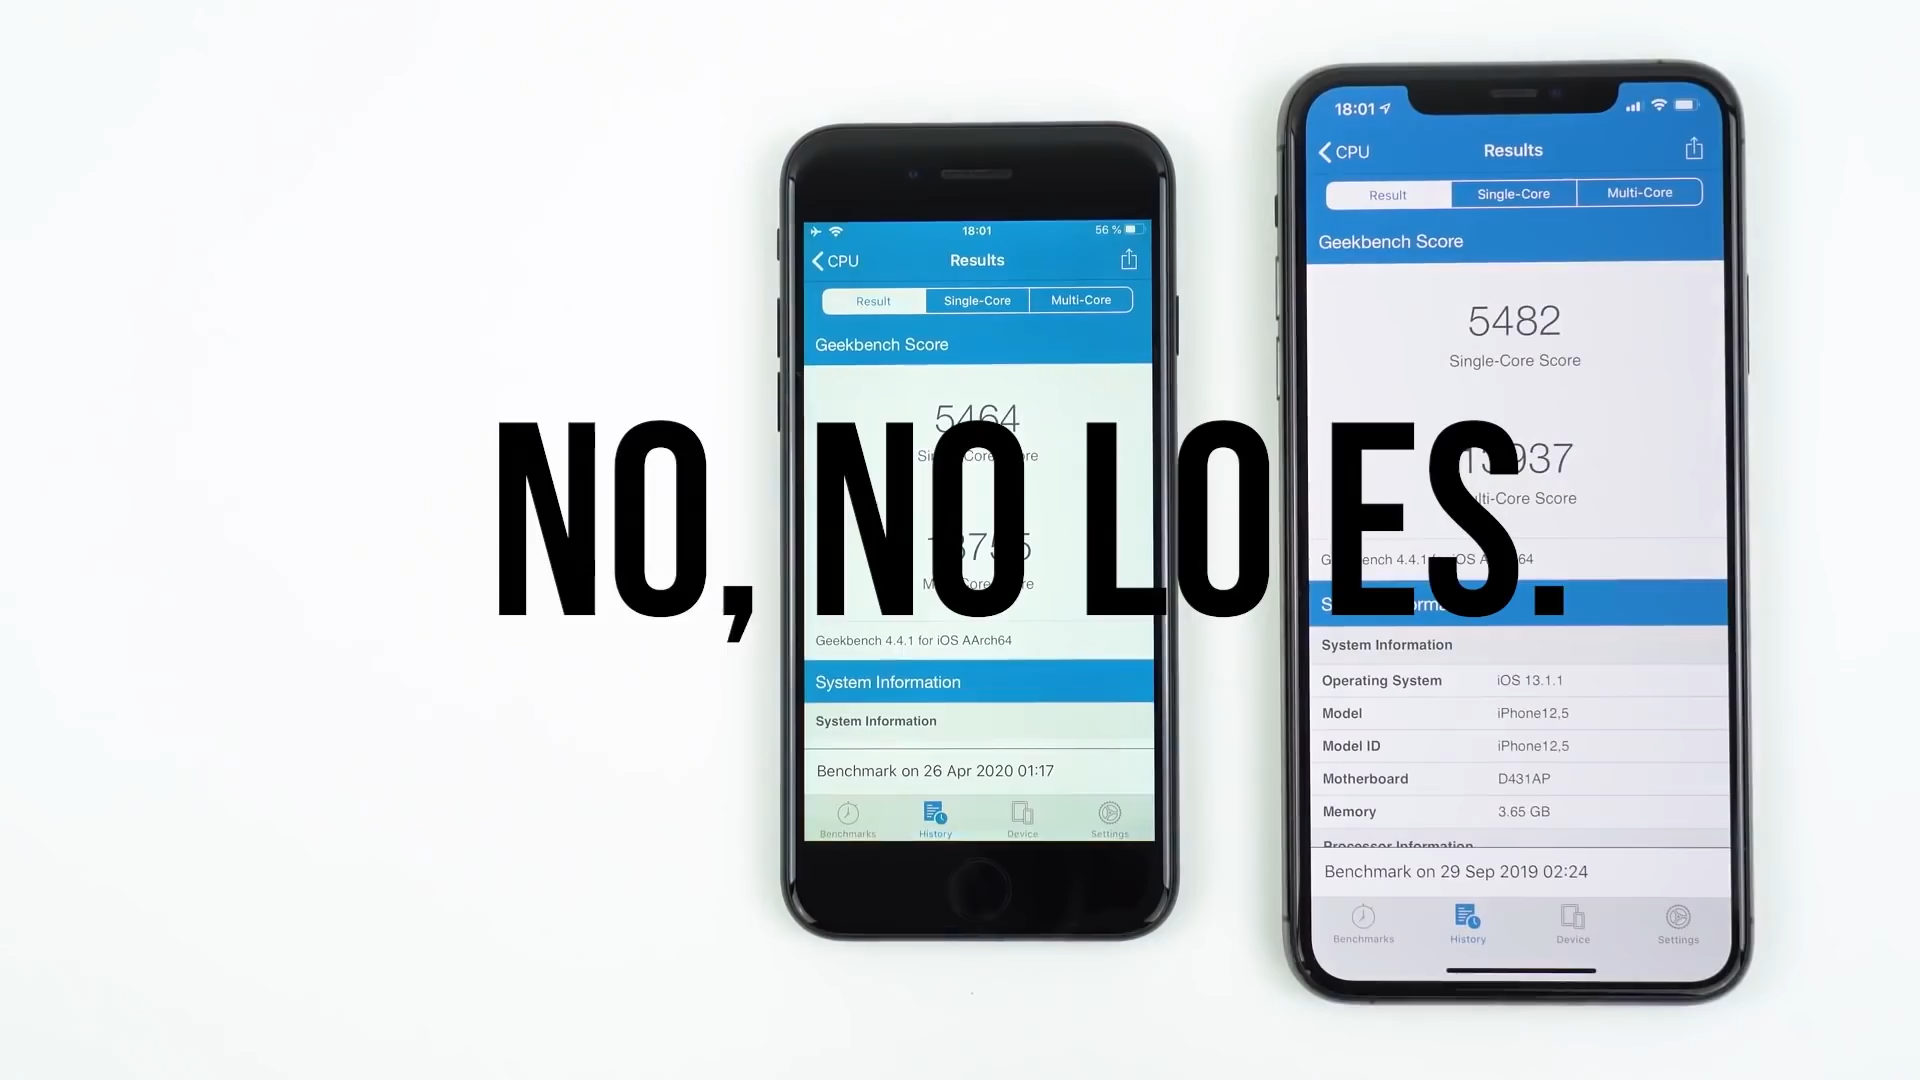 18:01
56 %
CPU
Results
Result
Single-Core
Multi-Core
Geekbench Score
5464
NO, NO LO ES.
Geekbench 4.4.1 for iOS AArch64
System Information
System Information
Benchmark on 26 Apr 2020 01:17
Benchmarks
History
Device
Settings
18:01
CPU
Results
Result
Single-Core
Multi-Core
Geekbench Score
5482
Single-Core Score
System Information
Operating System iOS 13.1.1
Model iPhone12,5
Model ID iPhone12,5
Motherboard D431AP
Memory 3.65 GB
Processor Information
Benchmark on 29 Sep 2019 02:24
Benchmarks
History
Device
Settings